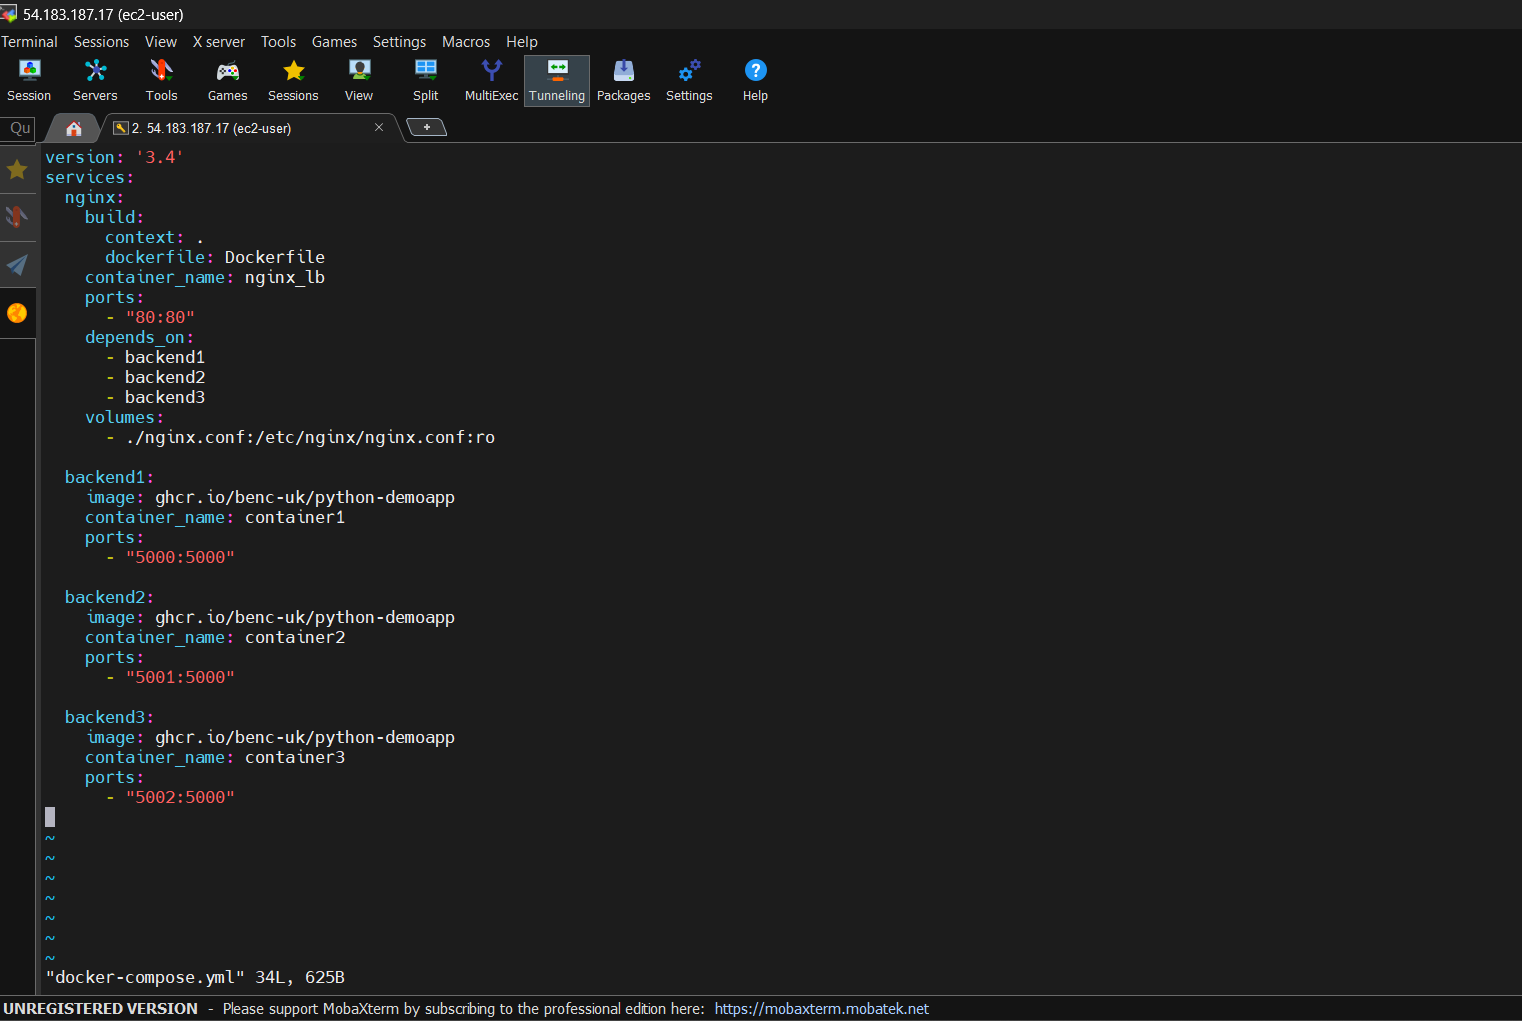 54.183.187.17 (ec2-user)
Terminal Sessions View X server Tools Games Settings Macros Help
Session Servers Tools Games Sessions View Split MultiExec Tunneling Packages Settings Help
Qu 2. 54.183.187.17 (ec2-user)
version: '3.4'
services:
  nginx:
    build:
      context: .
      dockerfile: Dockerfile
    container_name: nginx_lb
    ports:
      - "80:80"
    depends_on:
      - backend1
      - backend2
      - backend3
    volumes:
      - ./nginx.conf:/etc/nginx/nginx.conf:ro

  backend1:
    image: ghcr.io/benc-uk/python-demoapp
    container_name: container1
    ports:
      - "5000:5000"

  backend2:
    image: ghcr.io/benc-uk/python-demoapp
    container_name: container2
    ports:
      - "5001:5000"

  backend3:
    image: ghcr.io/benc-uk/python-demoapp
    container_name: container3
    ports:
      - "5002:5000"

~
~
~
~
~
~
~
"docker-compose.yml" 34L, 625B
UNREGISTERED VERSION - Please support MobaXterm by subscribing to the professional edition here: https://mobaxterm.mobatek.net